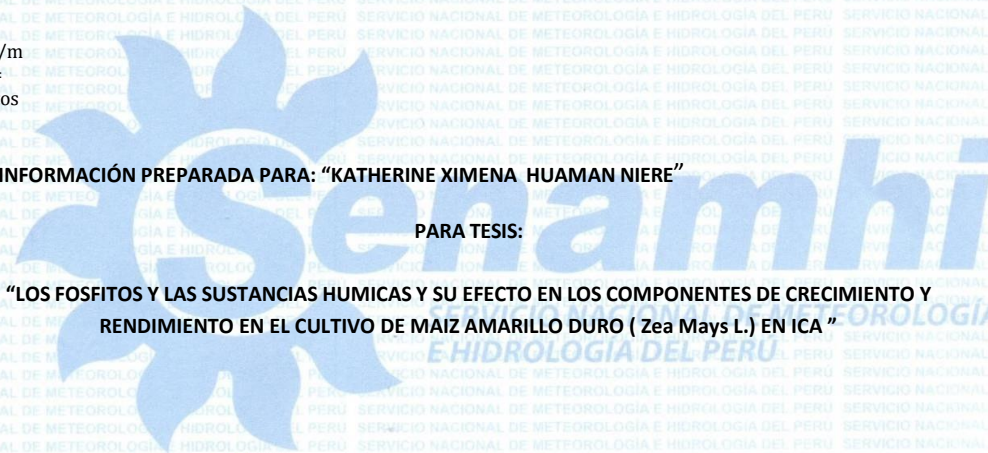 /m
os
INFORMACIÓN PREPARADA PARA: “KATHERINE XIMENA HUAMAN NIERE”
PARA TESIS:
“LOS FOSFITOS Y LAS SUSTANCIAS HUMICAS Y SU EFECTO EN LOS COMPONENTES DE CRECIMIENTO Y
RENDIMIENTO EN EL CULTIVO DE MAIZ AMARILLO DURO ( Zea Mays L.) EN ICA ”
Senamhi
SERVICIO NACIONAL DE METEOROLOGÍA
E HIDROLOGÍA DEL PERÚ